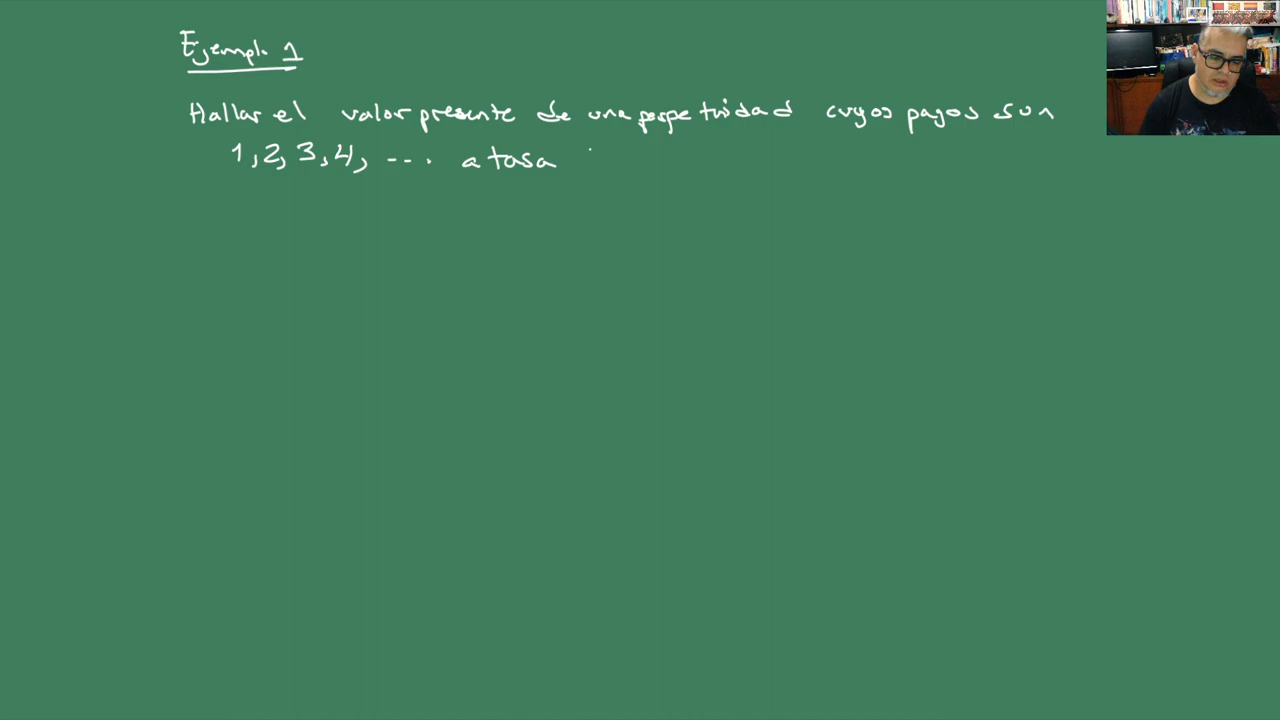 Ejemplo 1
Hallar el valor presente de una perpetuidad cuyos pagos son
1, 2, 3, 4, ... a tasa